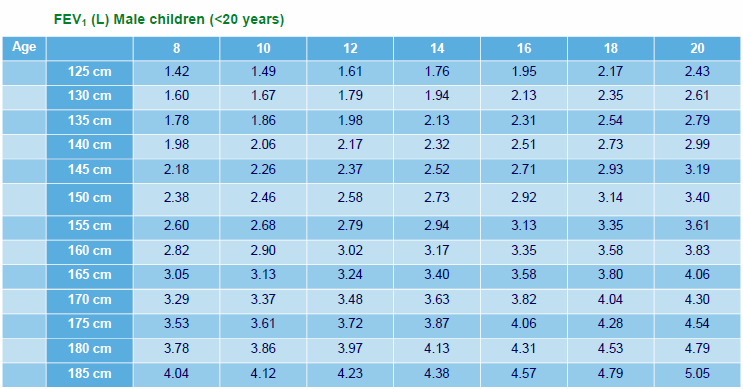 FEV₁ (L) Male children (<20 years)
Age 8 10 12 14 16 18 20
125 cm 1.42 1.49 1.61 1.76 1.95 2.17 2.43
130 cm 1.60 1.67 1.79 1.94 2.13 2.35 2.61
135 cm 1.78 1.86 1.98 2.13 2.31 2.54 2.79
140 cm 1.98 2.06 2.17 2.32 2.51 2.73 2.99
145 cm 2.18 2.26 2.37 2.52 2.71 2.93 3.19
150 cm 2.38 2.46 2.58 2.73 2.92 3.14 3.40
155 cm 2.60 2.68 2.79 2.94 3.13 3.35 3.61
160 cm 2.82 2.90 3.02 3.17 3.35 3.58 3.83
165 cm 3.05 3.13 3.24 3.40 3.58 3.80 4.06
170 cm 3.29 3.37 3.48 3.63 3.82 4.04 4.30
175 cm 3.53 3.61 3.72 3.87 4.06 4.28 4.54
180 cm 3.78 3.86 3.97 4.13 4.31 4.53 4.79
185 cm 4.04 4.12 4.23 4.38 4.57 4.79 5.05